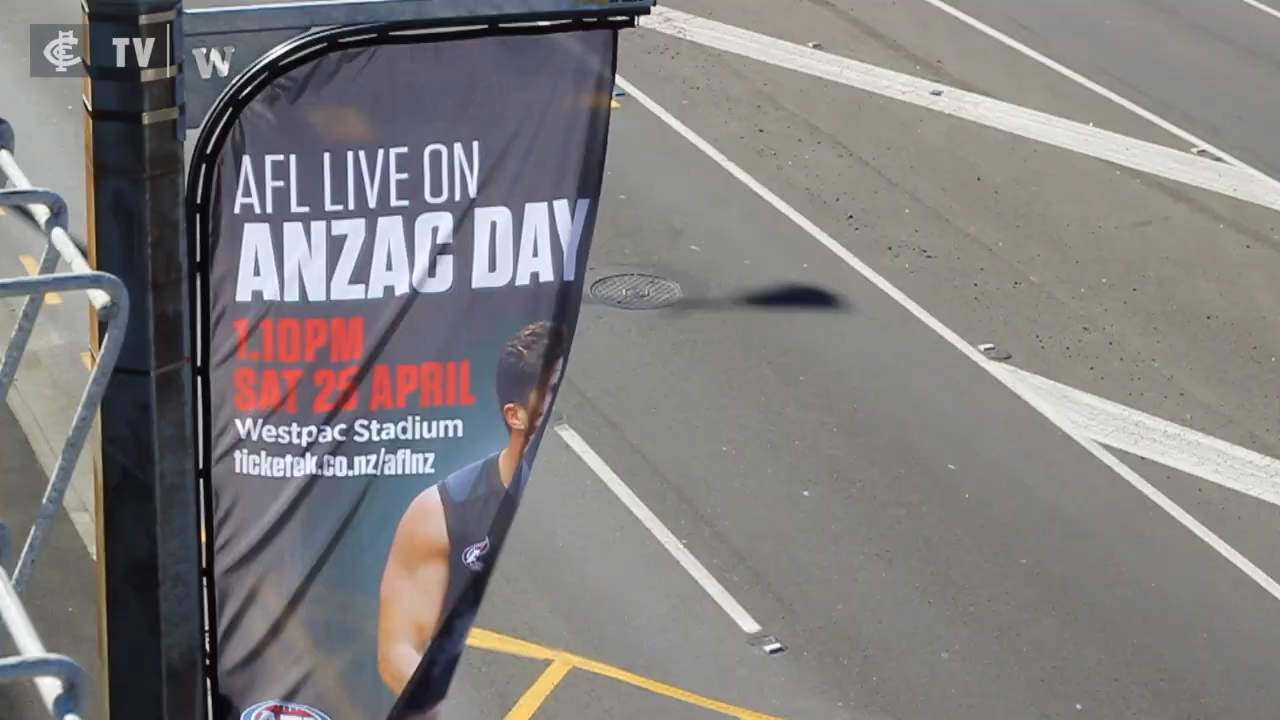 TV
W
AFL LIVE ON
ANZAC DAY
1.10PM
SAT 25 APRIL
Westpac Stadium
ticketek.co.nz/aflnz